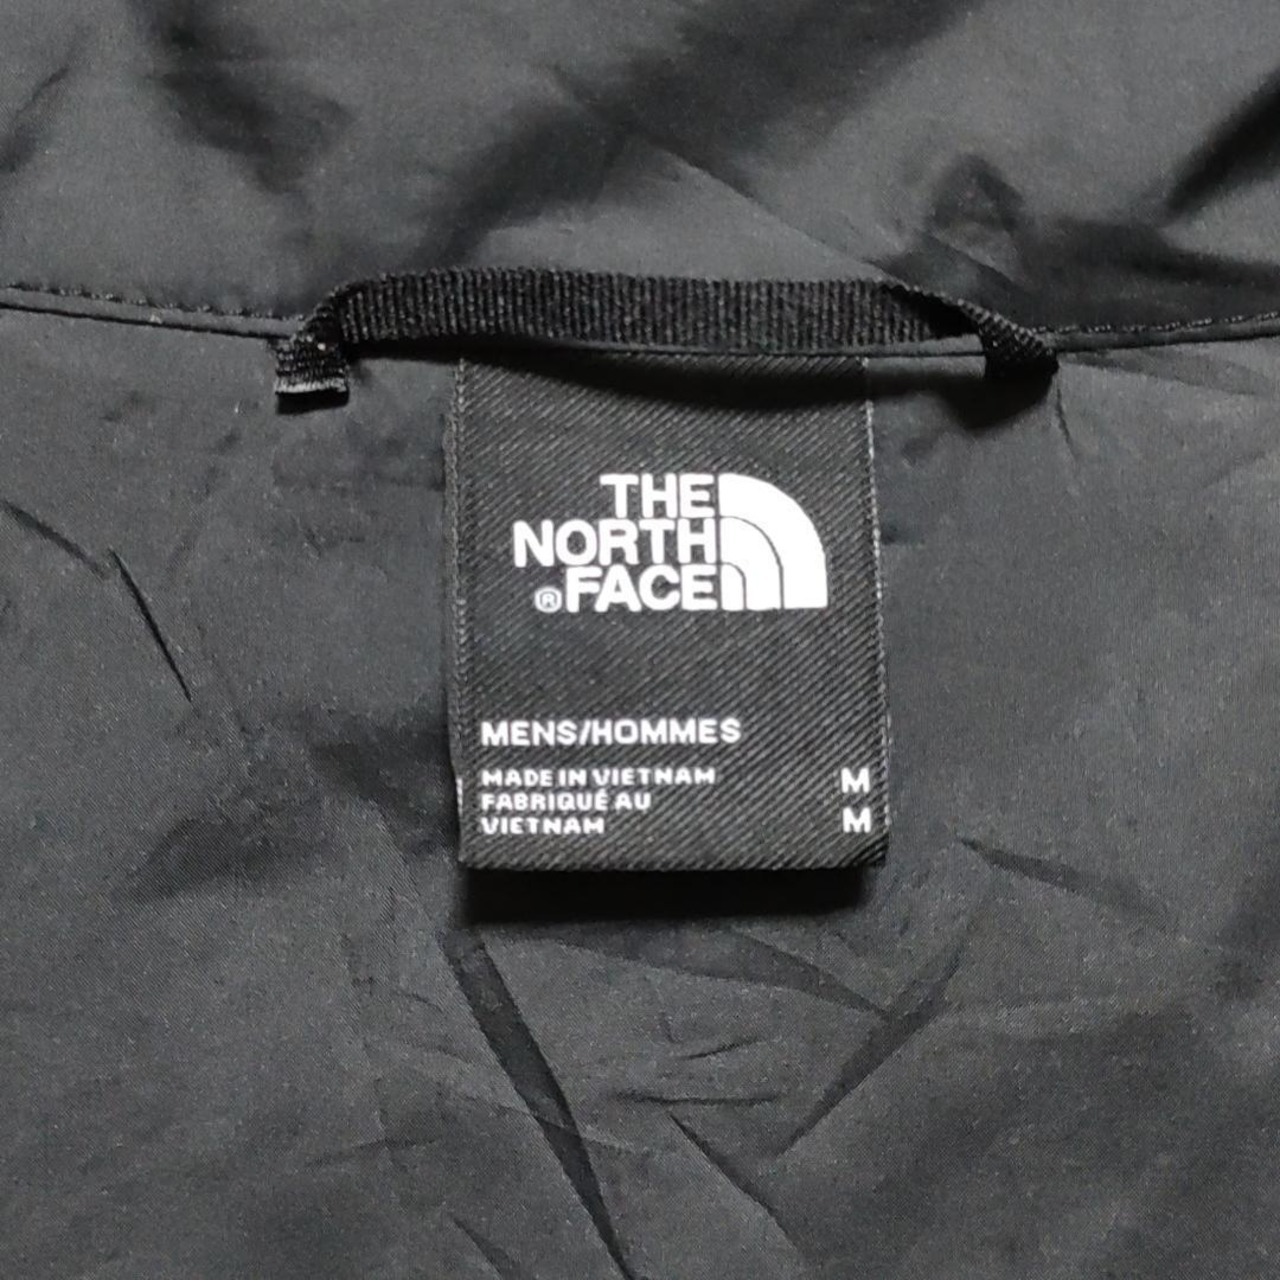 THE
NORTH
®FACE
MENS/HOMMES
MADE IN VIETNAM M
FABRIQUÉ AU
VIETNAM M